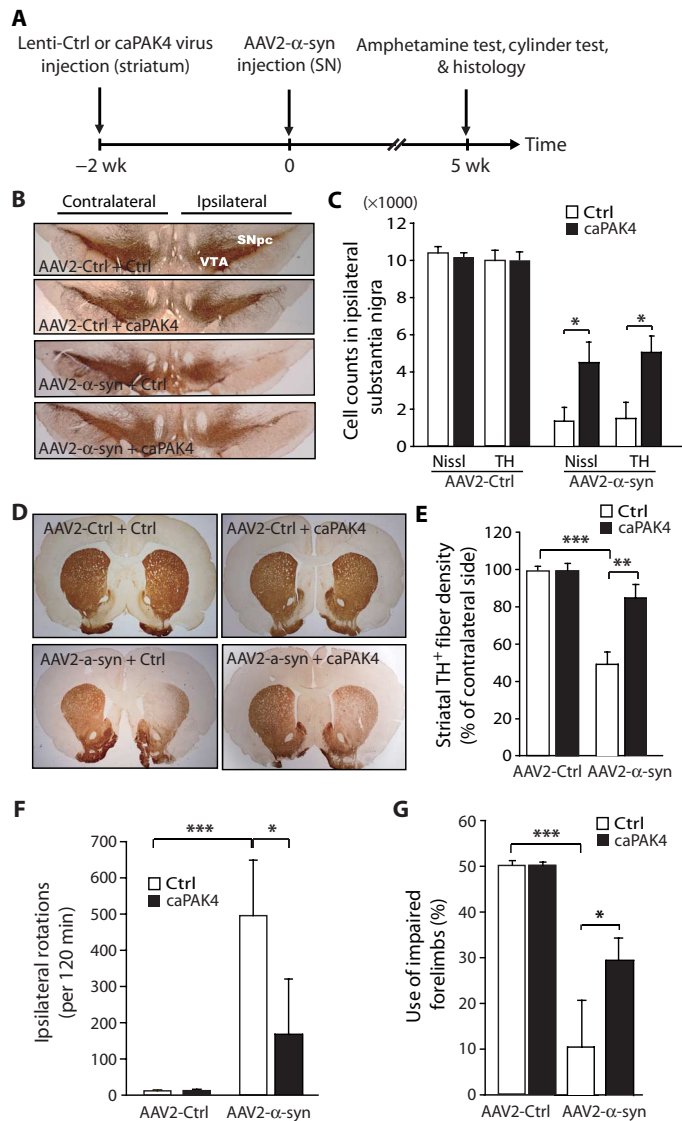 A
Lenti-Ctrl or caPAK4 virus
injection (striatum)
AAV2-α-syn
injection (SN)
Amphetamine test, cylinder test,
& histology
Time
−2 wk
0
5 wk
B
Contralateral
Ipsilateral
SNpc
VTA
AAV2-Ctrl + Ctrl
AAV2-Ctrl + caPAK4
AAV2-α-syn + Ctrl
AAV2-α-syn + caPAK4
C
(×1000)
Ctrl
caPAK4
Cell counts in ipsilateral
substantia nigra
12
10
8
6
4
2
0
*
*
Nissl
TH
Nissl
TH
AAV2-Ctrl
AAV2-α-syn
D
AAV2-Ctrl + Ctrl
AAV2-Ctrl + caPAK4
AAV2-a-syn + Ctrl
AAV2-a-syn + caPAK4
E
Ctrl
caPAK4
***
**
Striatal TH+ fiber density
(% of contralateral side)
120
100
80
60
40
20
0
AAV2-Ctrl
AAV2-α-syn
F
***
*
Ctrl
caPAK4
Ipsilateral rotations
(per 120 min)
700
600
500
400
300
200
100
0
AAV2-Ctrl
AAV2-α-syn
G
Ctrl
caPAK4
***
*
Use of impaired
forelimbs (%)
60
50
40
30
20
10
0
AAV2-Ctrl
AAV2-α-syn